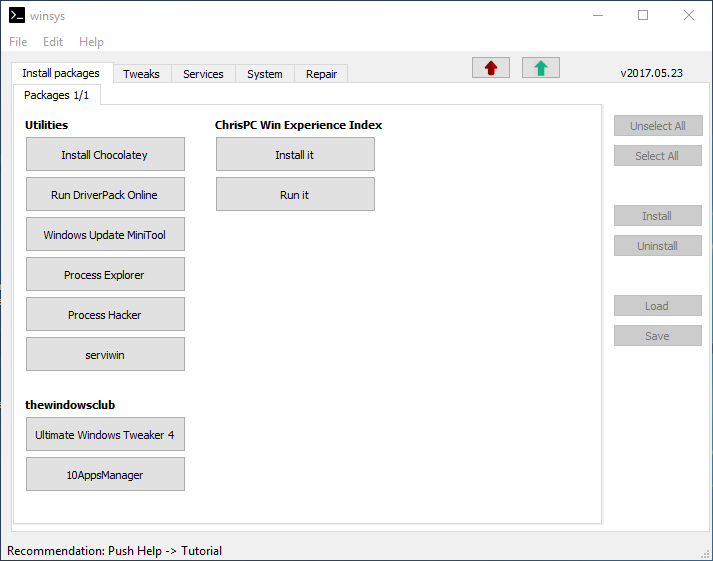 winsys
File Edit Help
Install packages Tweaks Services System Repair v2017.05.23
Packages 1/1
Utilities
Install Chocolatey
Run DriverPack Online
Windows Update MiniTool
Process Explorer
Process Hacker
serviwin
thewindowsclub
Ultimate Windows Tweaker 4
10AppsManager
ChrisPC Win Experience Index
Install it
Run it
Unselect All
Select All
Install
Uninstall
Load
Save
Recommendation: Push Help -> Tutorial